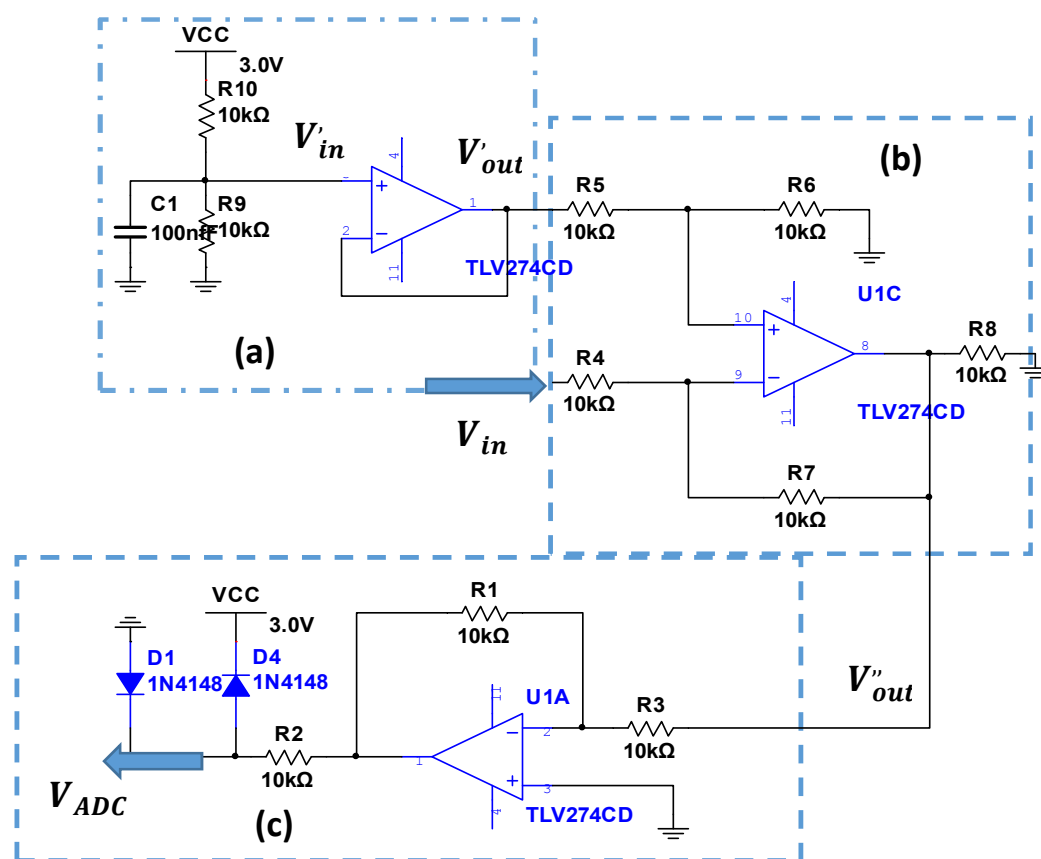 VCC
3.0V
R10
10kΩ
V'in
4
V'out
1
2
11
C1
100nfF
R9
10kΩ
TLV274CD
(a)
(b)
R5
10kΩ
R6
10kΩ
U1C
4
10
8
9
11
R8
10kΩ
TLV274CD
R4
10kΩ
Vin
R7
10kΩ
VCC
3.0V
R1
10kΩ
D1
1N4148
D4
1N4148
11
U1A
2
R3
10kΩ
V''out
R2
10kΩ
1
3
4
TLV274CD
VADC
(c)